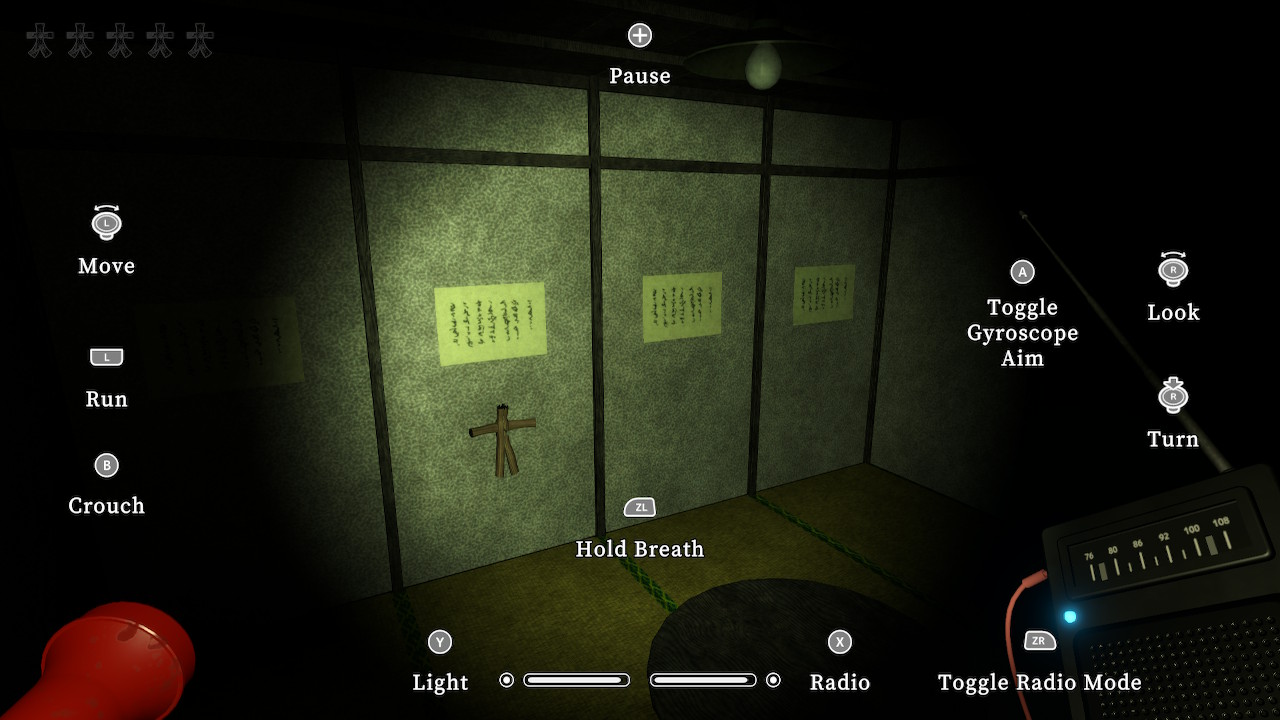 Pause
L
Move
A
Toggle
Gyroscope
Aim
R
Look
L
Run
R
Turn
B
Crouch
ZL
Hold Breath
76 80 86 92 100 108
Y
Light
X
Radio
ZR
Toggle Radio Mode